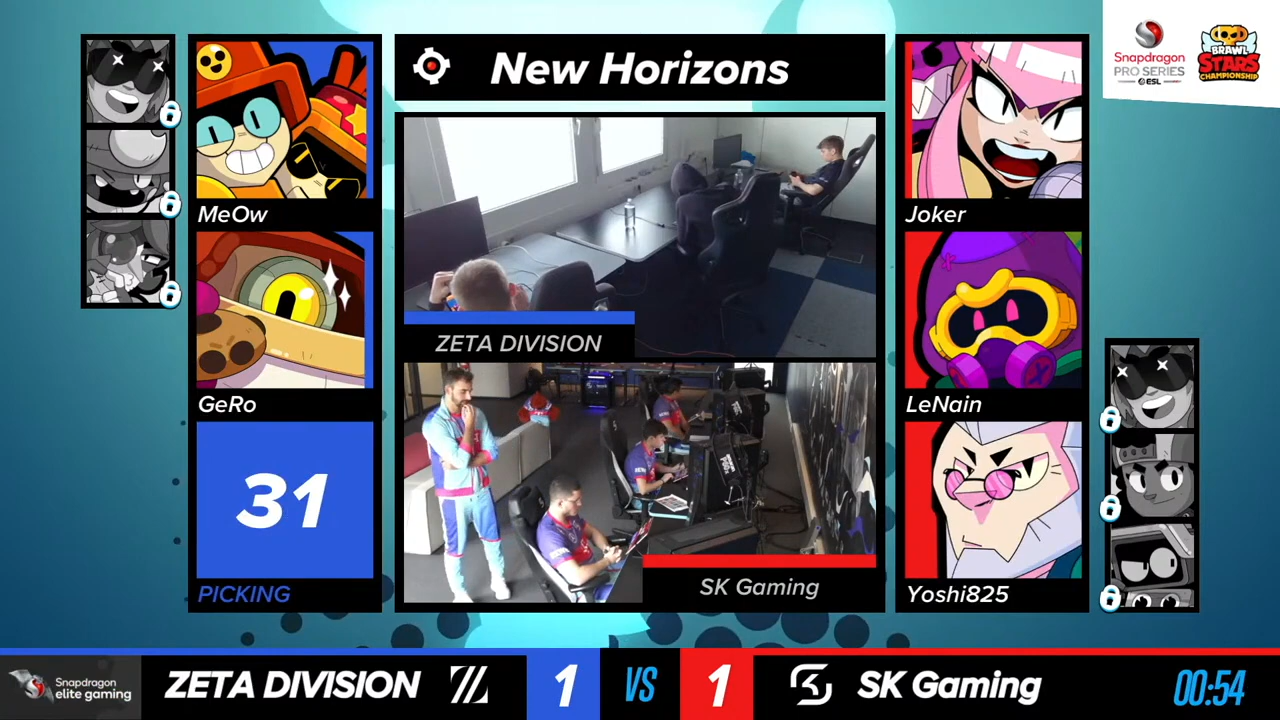 New Horizons
Snapdragon
PRO SERIES
ESL
BRAWL
STARS
CHAMPIONSHIP
MeOw
GeRo
31
PICKING
ZETA DIVISION
SK Gaming
Joker
LeNain
Yoshi825
Snapdragon
elite gaming
ZETA DIVISION
1
VS
1
SK Gaming
00:54